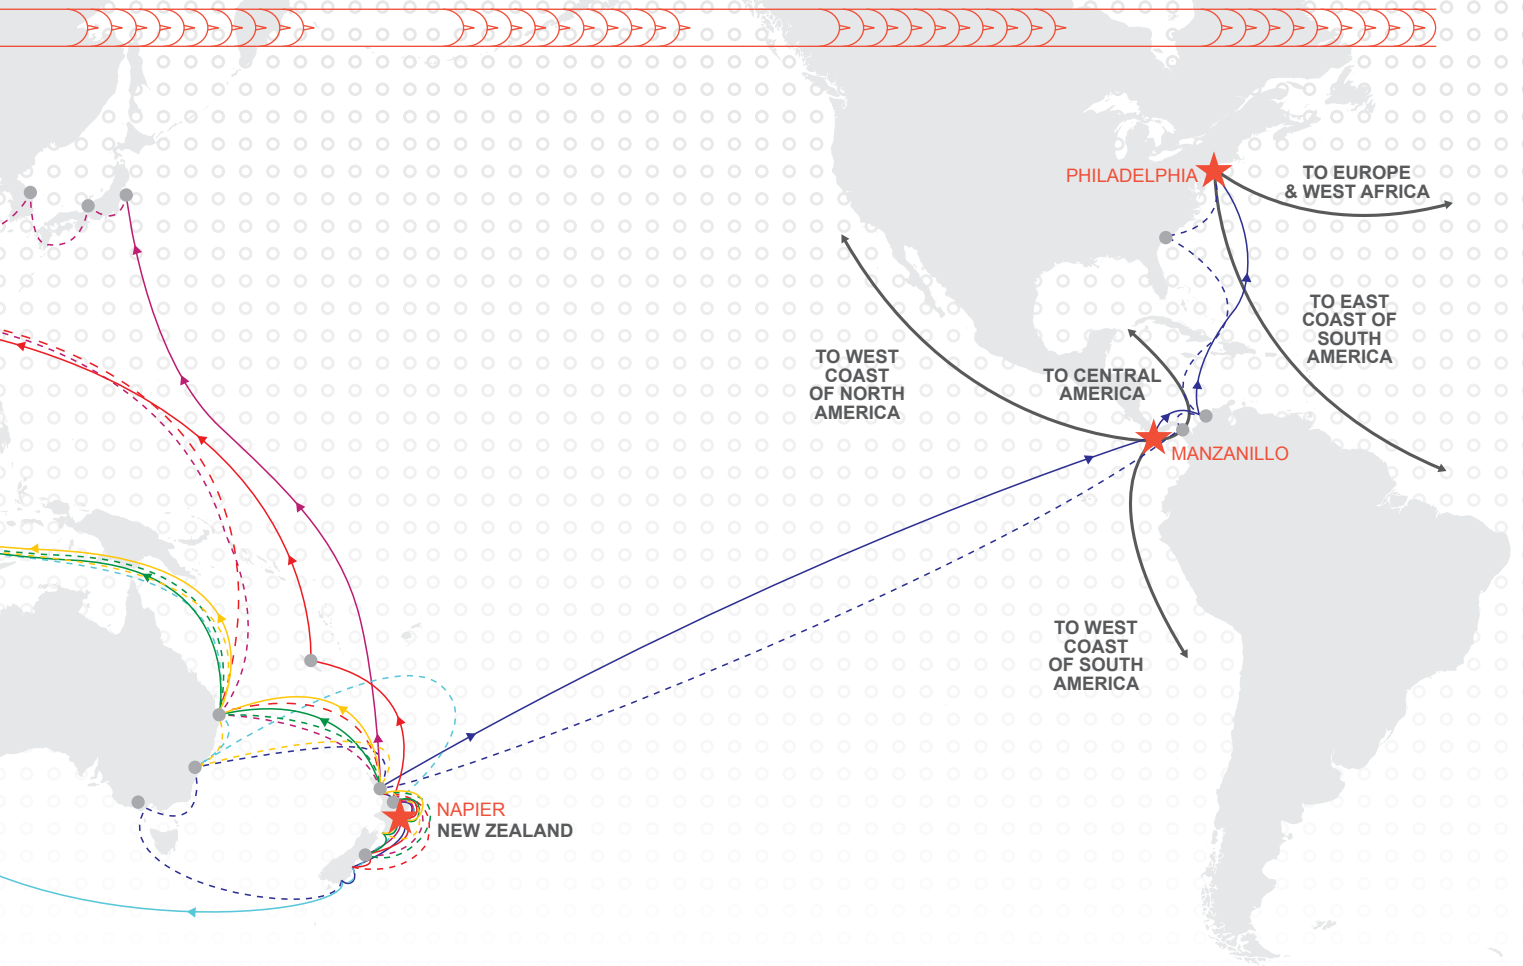 PHILADELPHIA
TO EUROPE
& WEST AFRICA
TO EAST
COAST OF
SOUTH
AMERICA
TO WEST
COAST
OF NORTH
AMERICA
TO CENTRAL
AMERICA
MANZANILLO
TO WEST
COAST
OF SOUTH
AMERICA
NAPIER
NEW ZEALAND